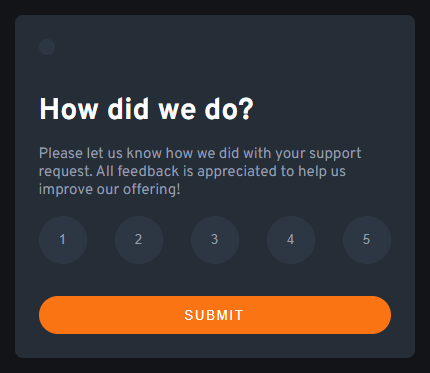 How did we do?
Please let us know how we did with your support
request. All feedback is appreciated to help us
improve our offering!
1 2 3 4 5
SUBMIT